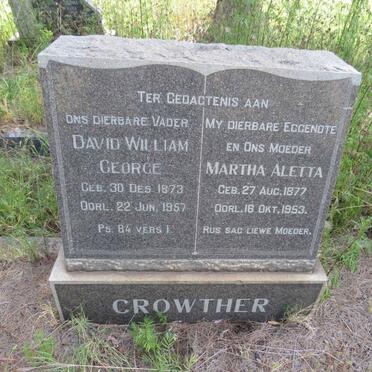 TER GEDAGTENIS AAN
ONS DIERBARE VADER
DAVID WILLIAM
GEORGE
GEB. 30 DES. 1873
OORL. 22 JUN. 1957
PS. 84 VERS 1.
MY DIERBARE EGGENOTE
EN ONS MOEDER
MARTHA ALETTA
GEB. 27 AUG. 1877
OORL. 16 OKT. 1953.
RUS SAG LIEWE MOEDER.
CROWTHER